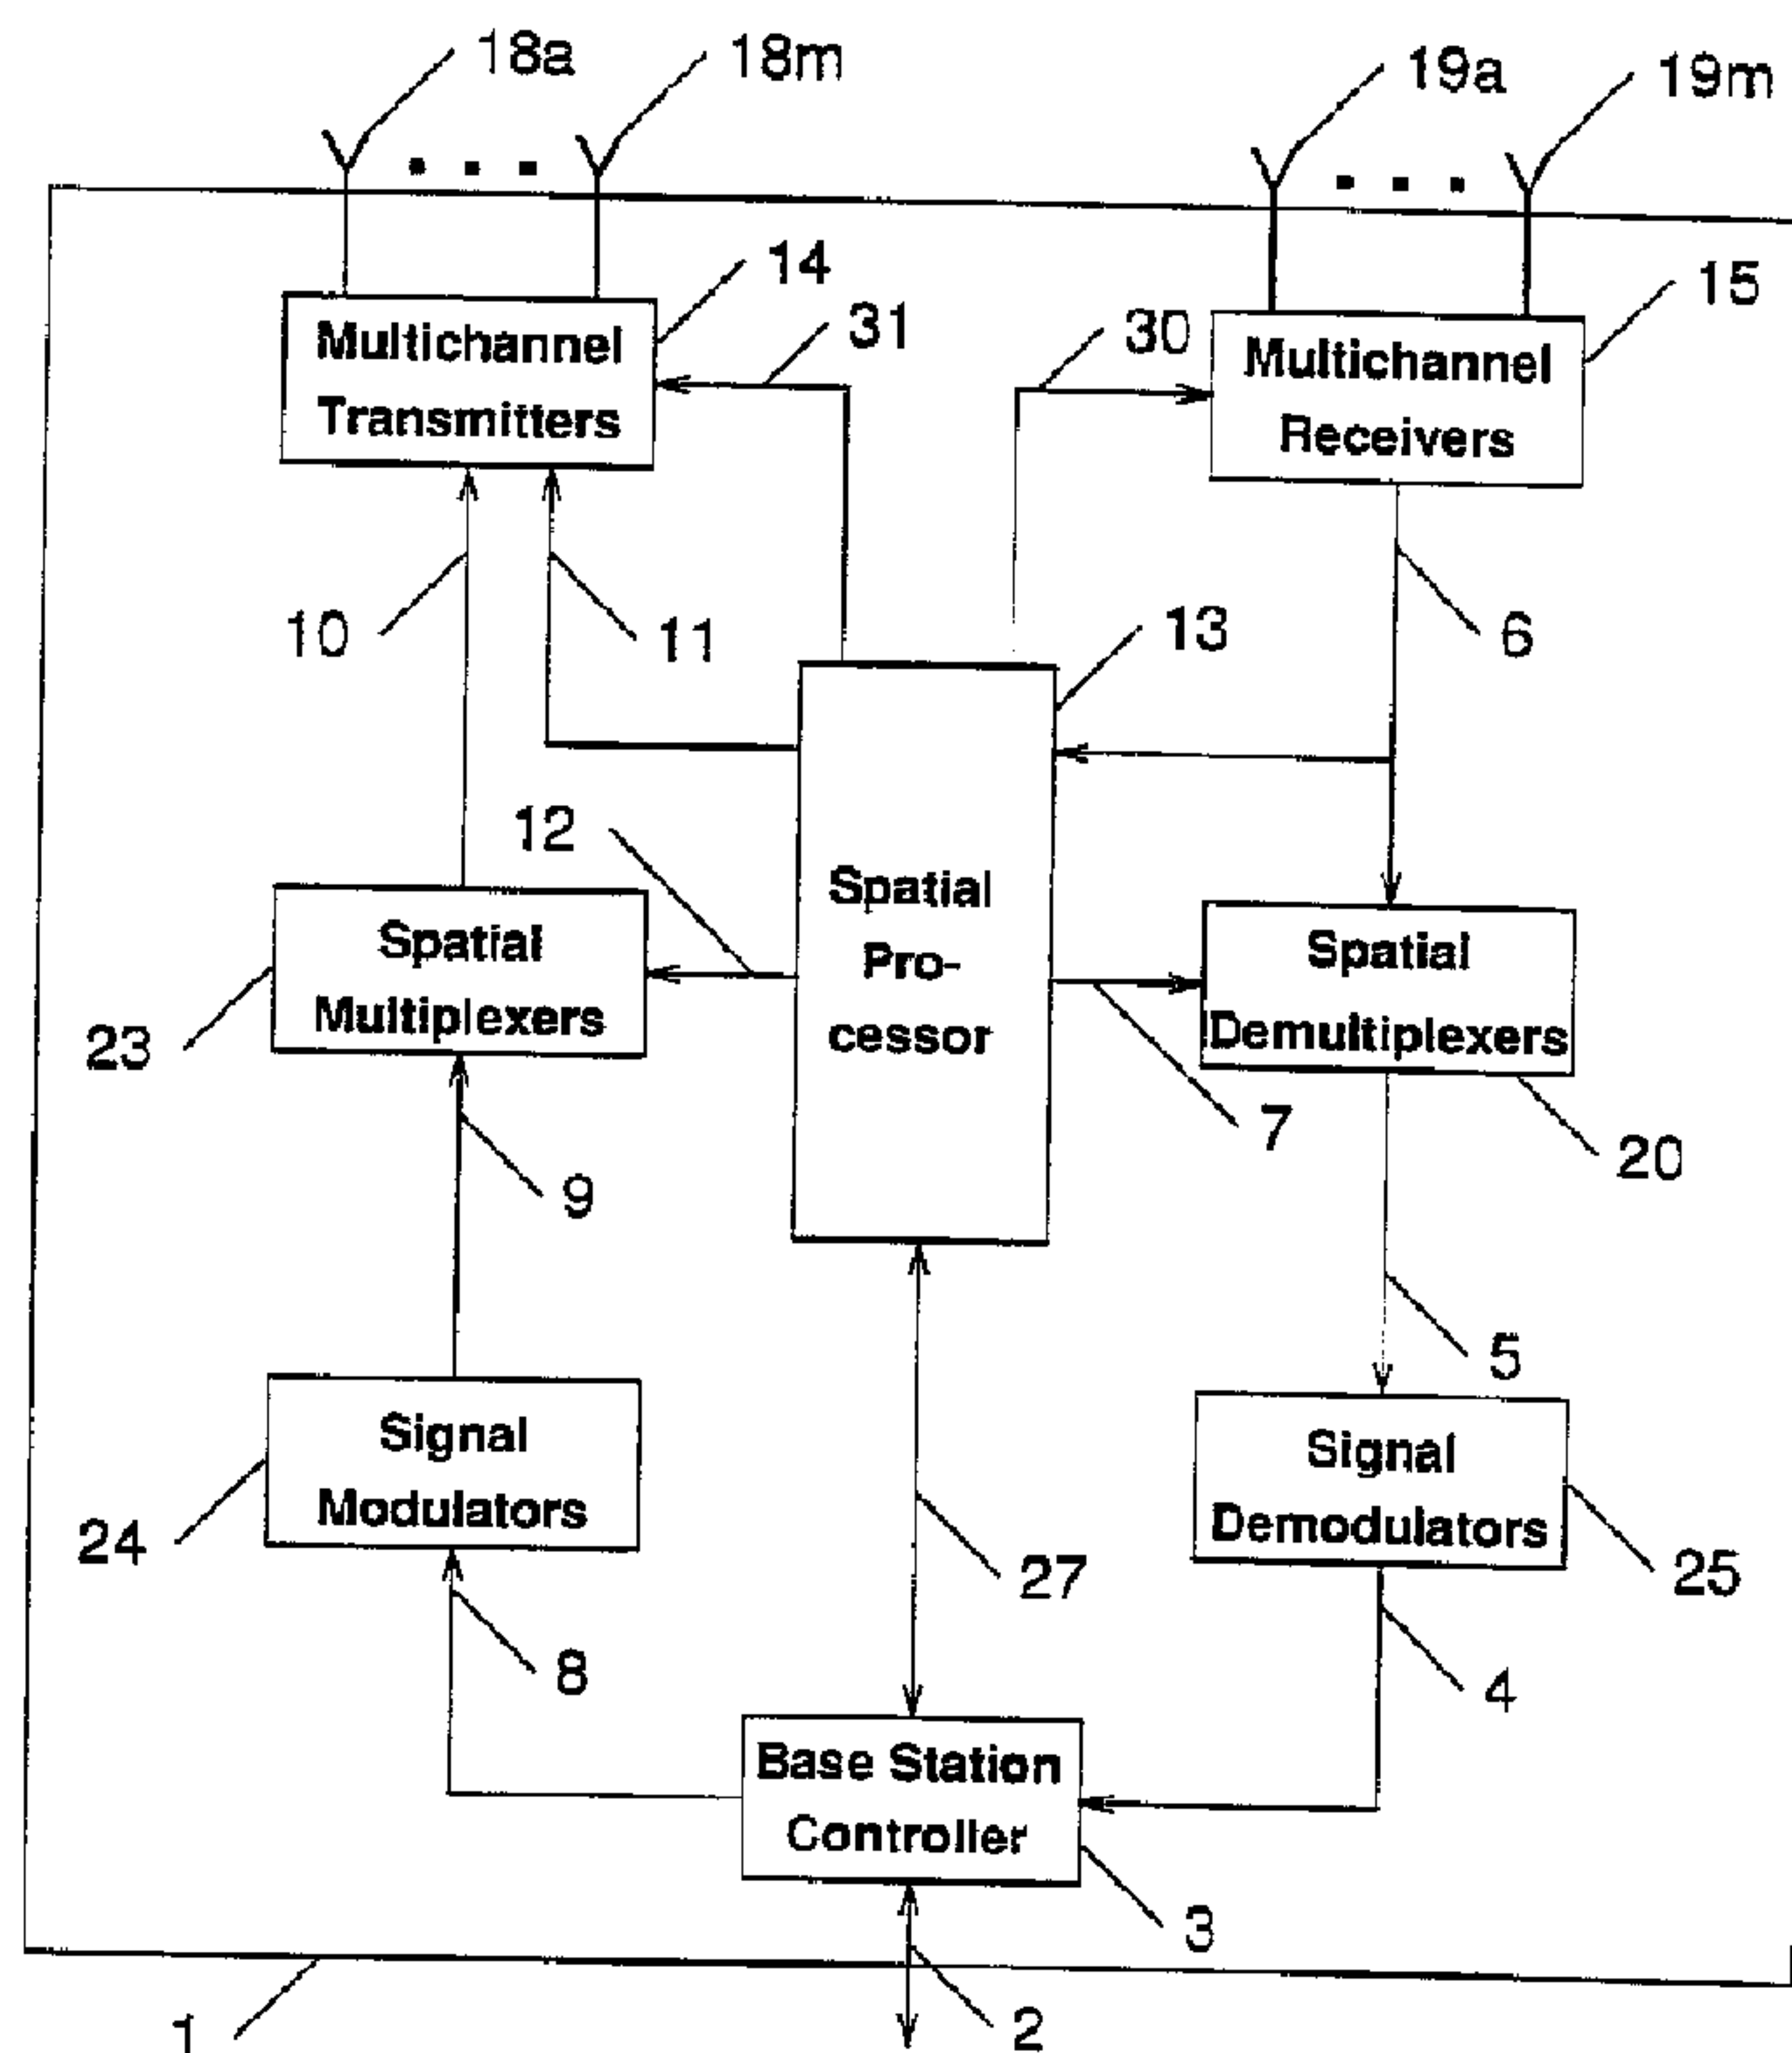 18a
18m
19a
19m
14
31
30
15
Multichannel
Transmitters
Multichannel
Receivers
10
11
13
6
12
Spatial
Pro-
cessor
Spatial
Multiplexers
23
Spatial
Demultiplexers
7
20
9
5
Signal
Modulators
24
Signal
Demodulators
25
27
8
4
Base Station
Controller
3
1
2